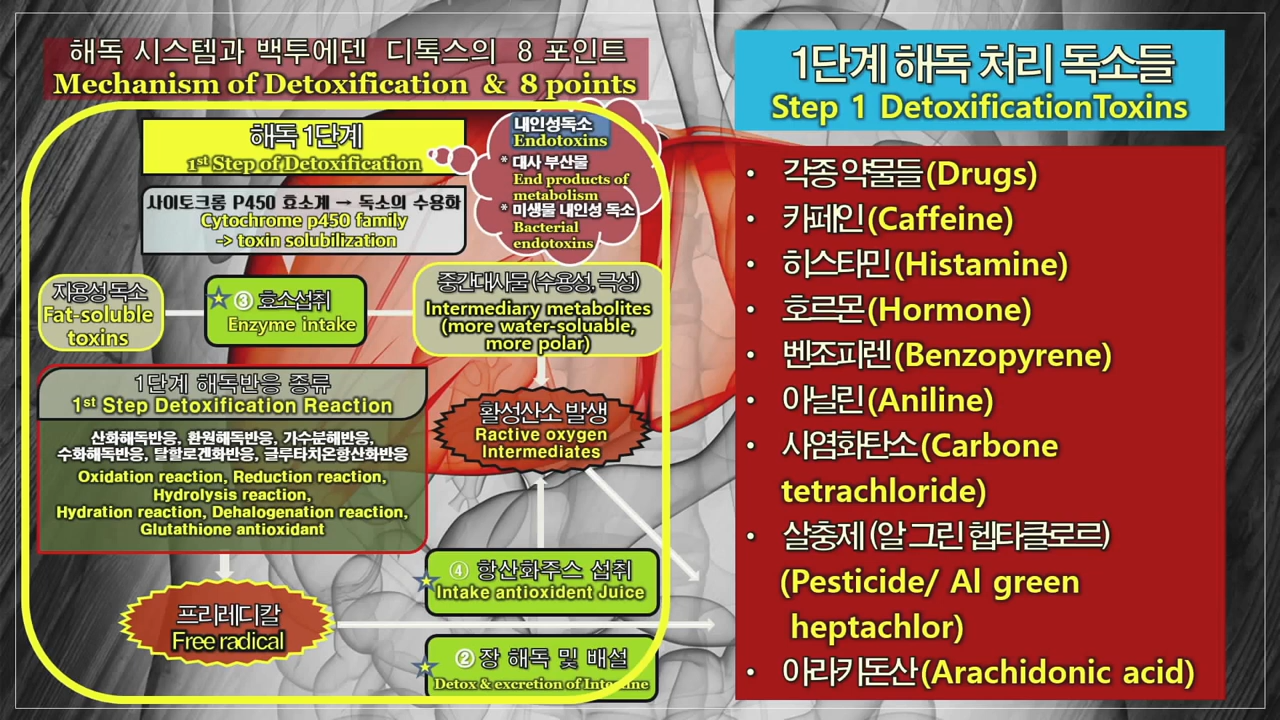 해독 시스템과 백투에덴 디톡스의 8 포인트
Mechanism of Detoxification & 8 points
해독 1단계
1st Step of Detoxification
사이토크롬 P450 효소계 → 독소의 수용화
Cytochrome p450 family
-> toxin solubilization
내인성독소
Endotoxins
* 대사 부산물
End products of
metabolism
* 미생물 내인성 독소
Bacterial
endotoxins
지용성 독소
Fat-soluble
toxins
③ 효소섭취
Enzyme intake
중간대사물 (수용성, 극성)
Intermediary metabolites
(more water-soluable,
more polar)
1단계 해독반응 종류
1st Step Detoxification Reaction
산화해독반응, 환원해독반응, 가수분해반응,
수화해독반응, 탈할로겐화반응, 글루타치온항산화반응
Oxidation reaction, Reduction reaction,
Hydrolysis reaction,
Hydration reaction, Dehalogenation reaction,
Glutathione antioxidant
활성산소 발생
Ractive oxygen
Intermediates
④ 항산화주스 섭취
Intake antioxident Juice
프리레디칼
Free radical
② 장 해독 및 배설
Detox & excretion of Intestine
1단계 해독 처리 독소들
Step 1 DetoxificationToxins
• 각종 약물들 (Drugs)
• 카페인 (Caffeine)
• 히스타민 (Histamine)
• 호르몬 (Hormone)
• 벤조피렌 (Benzopyrene)
• 아닐린 (Aniline)
• 사염화탄소 (Carbone
tetrachloride)
• 살충제 (알 그린 헵타클로르)
(Pesticide/ Al green
heptachlor)
• 아라키돈산 (Arachidonic acid)